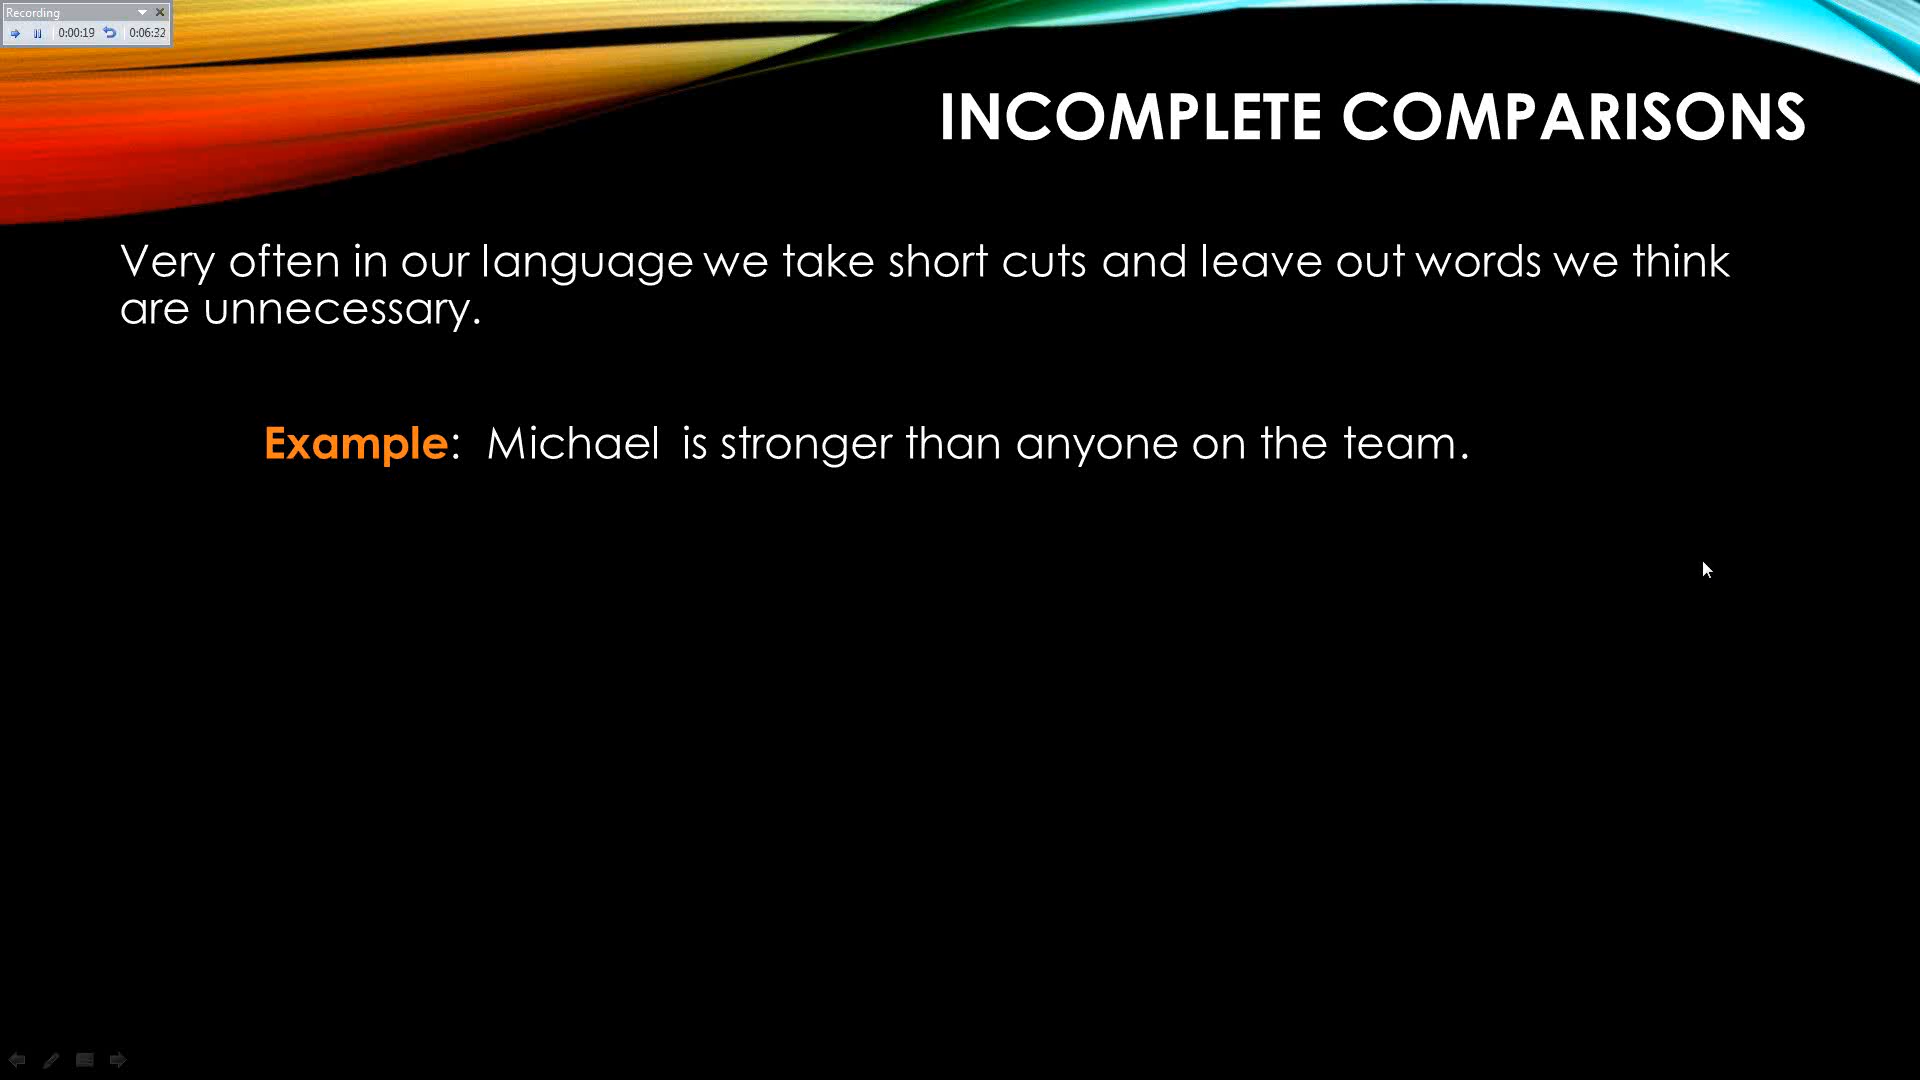 Recording
0:00:19 0:06:32
INCOMPLETE COMPARISONS
Very often in our language we take short cuts and leave out words we think
are unnecessary.
Example: Michael is stronger than anyone on the team.